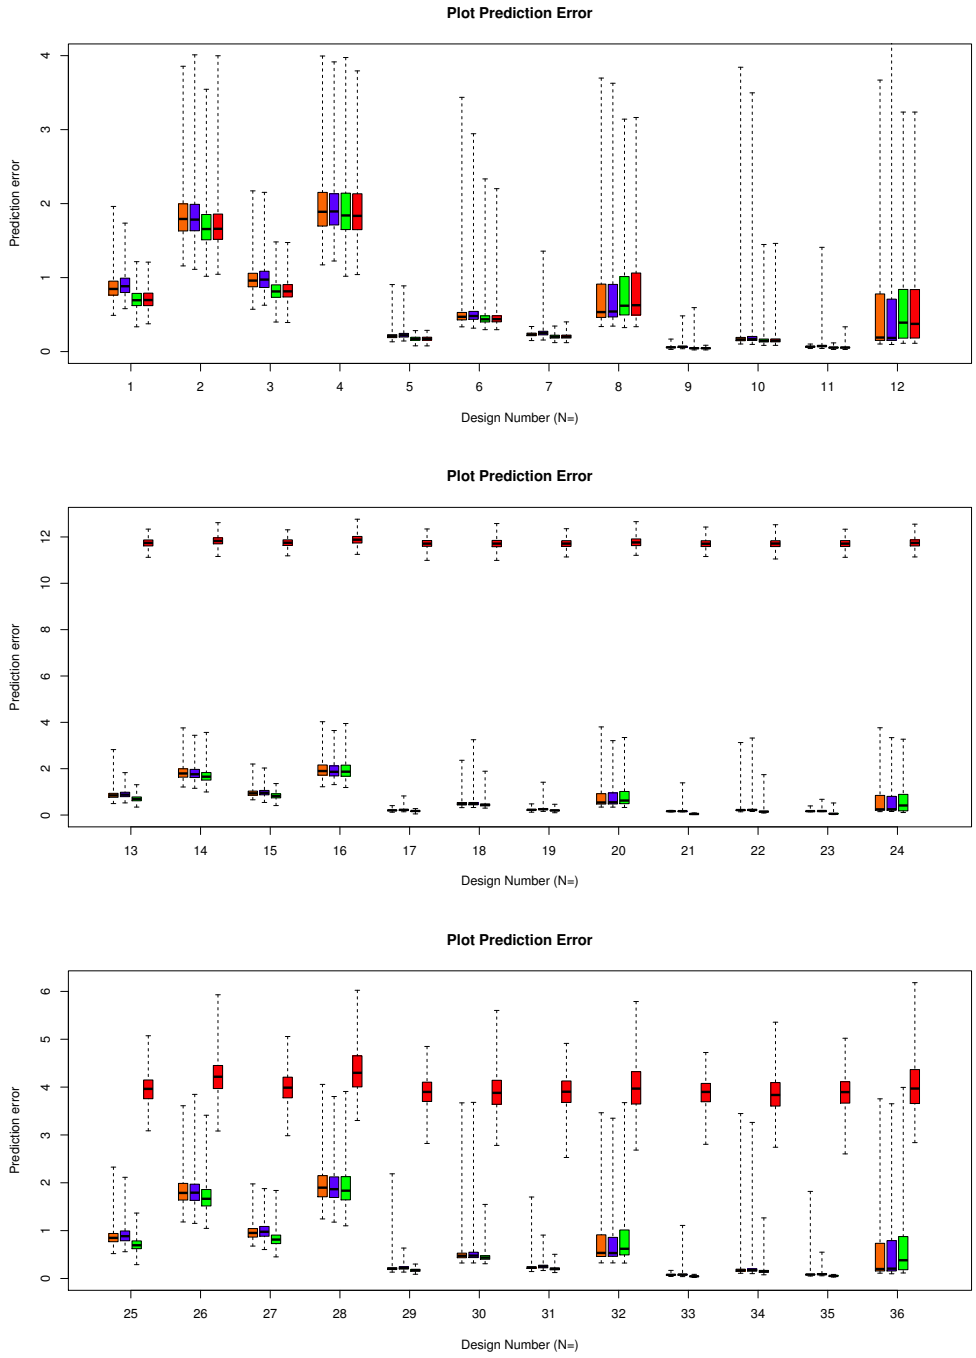 Plot Prediction Error
4
3
2
1
0
Prediction error
1 2 3 4 5 6 7 8 9 10 11 12
Design Number (N=)
Plot Prediction Error
12
10
8
6
4
2
0
Prediction error
13 14 15 16 17 18 19 20 21 22 23 24
Design Number (N=)
Plot Prediction Error
6
5
4
3
2
1
0
Prediction error
25 26 27 28 29 30 31 32 33 34 35 36
Design Number (N=)